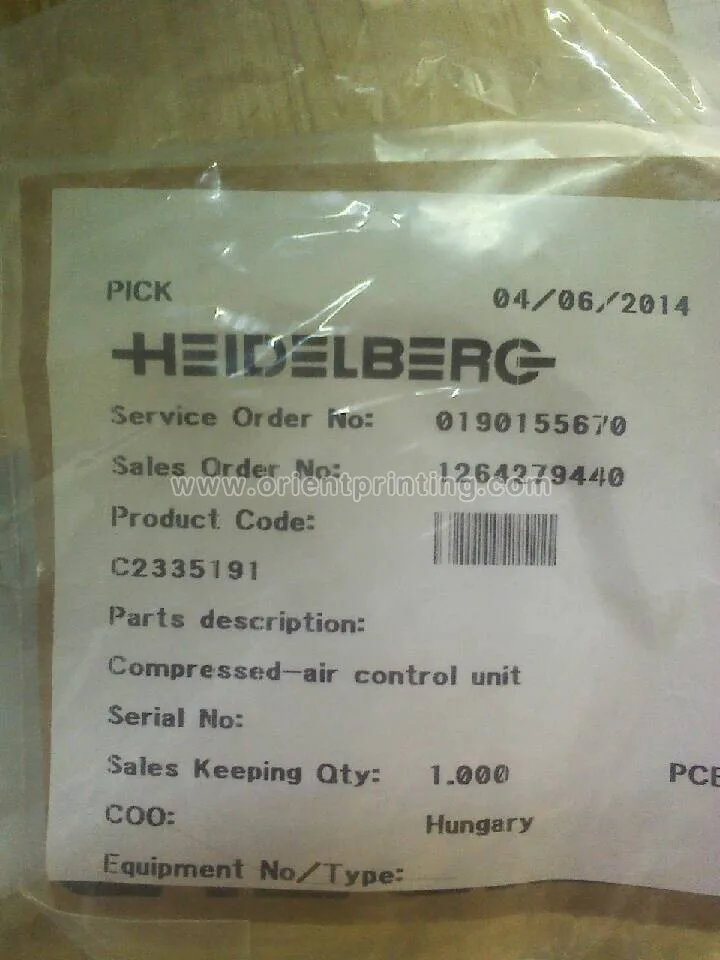 PICK 04/06/2014
HEIDELBERG
Service Order No: 0190155670
Sales Order No: 1264279440
www.orientprinting.com
Product Code:
C2335191
Parts description:
Compressed-air control unit
Serial No:
Sales Keeping Qty: 1.000 PCE
COO: Hungary
Equipment No/Type: